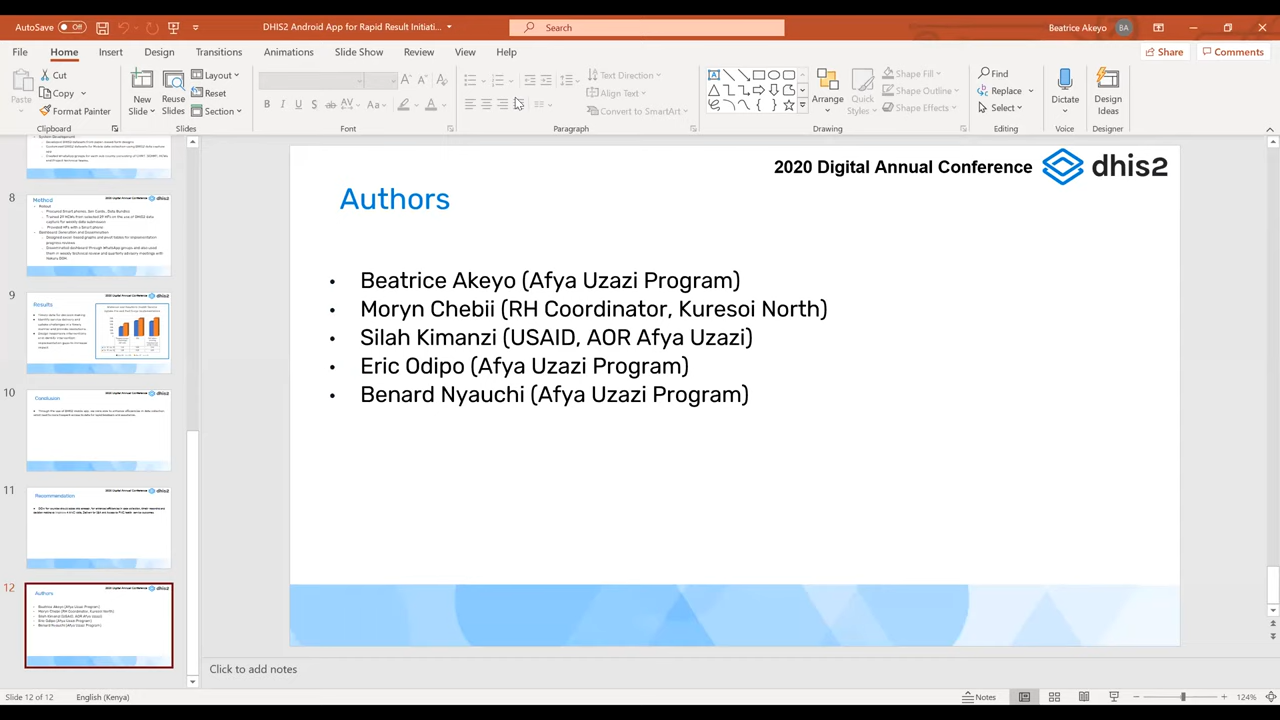 AutoSave Off
DHIS2 Android App for Rapid Result Initiati...
Search
Beatrice Akeyo BA
File Home Insert Design Transitions Animations Slide Show Review View Help Share Comments
Paste
Cut
Copy
Format Painter
Clipboard
New Slide
Reuse Slides
Layout
Reset
Section
Slides
Font
Text Direction
Align Text
Convert to SmartArt
Paragraph
Arrange
Quick Styles
Shape Fill
Shape Outline
Shape Effects
Drawing
Find
Replace
Select
Editing
Dictate
Voice
Design Ideas
Designer
8
Method
9
Results
10
Conclusion
11
Recommendation
12
Authors
2020 Digital Annual Conference dhis2
Authors
• Beatrice Akeyo (Afya Uzazi Program)
• Moryn Chebii (RH Coordinator, Kuresoi North)
• Silah Kimanzi (USAID, AOR Afya Uzazi)
• Eric Odipo (Afya Uzazi Program)
• Benard Nyauchi (Afya Uzazi Program)
Click to add notes
Slide 12 of 12 English (Kenya) Notes 124%